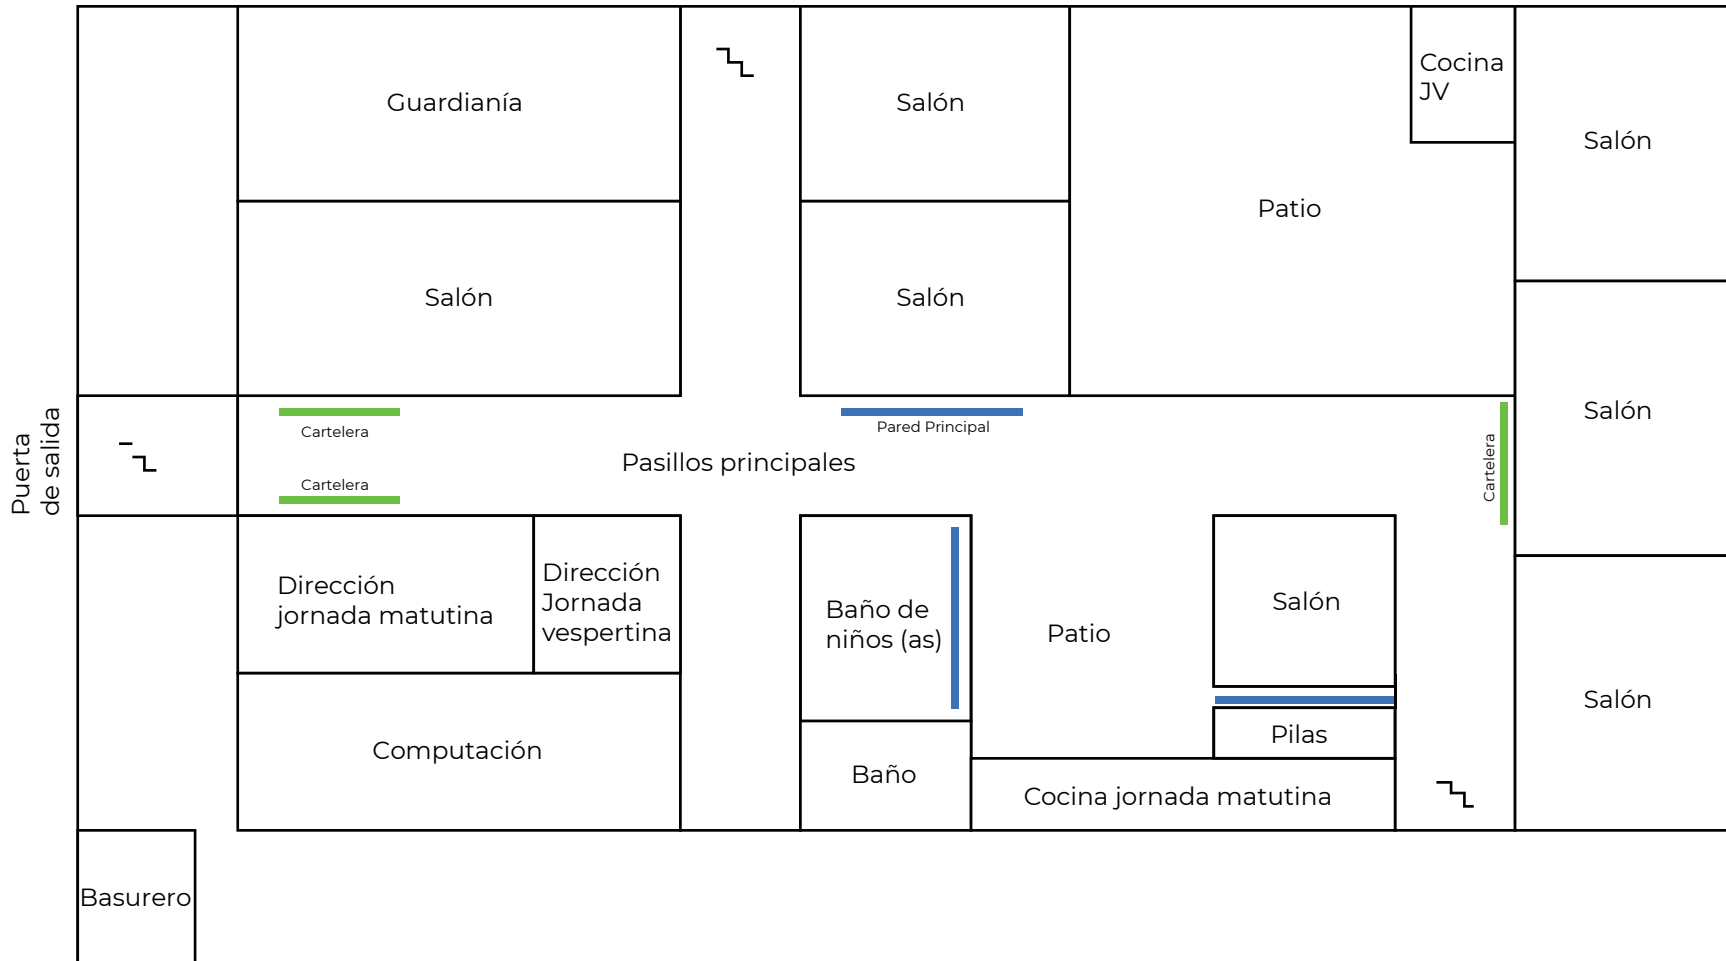 Guardianía
Salón
Cocina
JV
Salón
Patio
Salón
Salón
Salón
Puerta
de salida
Cartelera
Pared Principal
Pasillos principales
Cartelera
Cartelera
Dirección
jornada matutina
Dirección
Jornada
vespertina
Baño de
niños (as)
Patio
Salón
Salón
Computación
Pilas
Baño
Cocina jornada matutina
Basurero